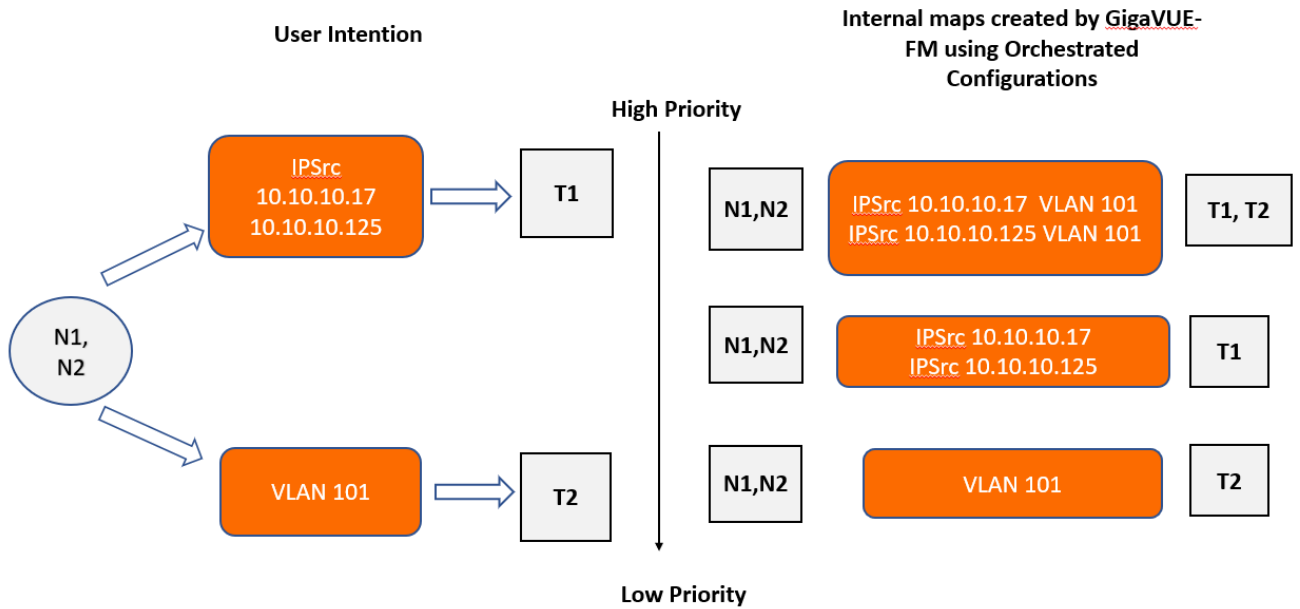 User Intention
Internal maps created by GigaVUE-
FM using Orchestrated
Configurations
High Priority
IPSrc
10.10.10.17
10.10.10.125
T1
N1,
N2
VLAN 101
T2
N1,N2
IPSrc 10.10.10.17  VLAN 101
IPSrc 10.10.10.125 VLAN 101
T1, T2
N1,N2
IPSrc 10.10.10.17
IPSrc 10.10.10.125
T1
N1,N2
VLAN 101
T2
Low Priority